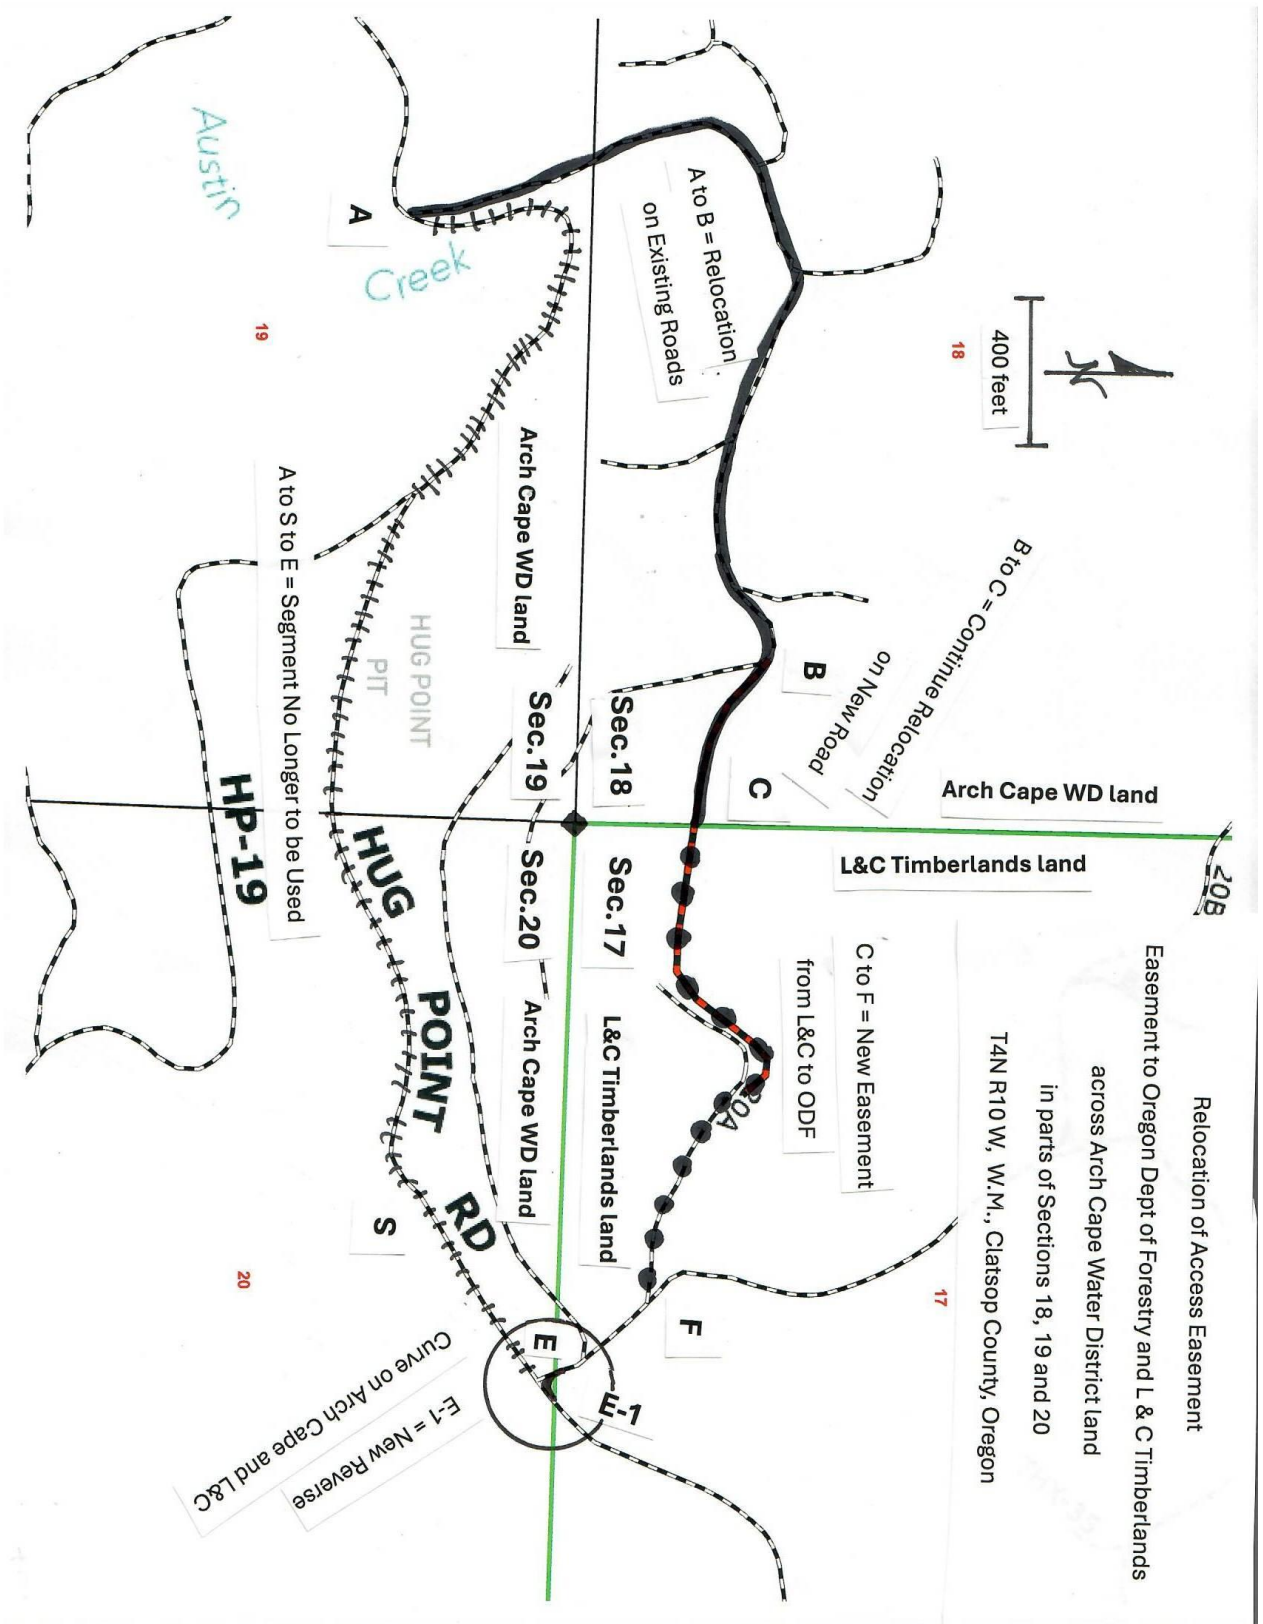 Relocation of Access Easement
Easement to Oregon Dept of Forestry and L & C Timberlands
across Arch Cape Water District land
in parts of Sections 18, 19 and 20
T4N R10 W, W.M., Clatsop County, Oregon
20B
N
400 feet
18
Arch Cape WD land
L&C Timberlands land
B to C = Continue Relocation
on New Road
A to B = Relocation
on Existing Roads
B
C
C to F = New Easement
from L&C to ODF
20A
17
F
Sec.18
Sec.17
L&C Timberlands land
Arch Cape WD land
Sec.19
Sec.20
Arch Cape WD land
E
E-1
A
Austin
Creek
HUG POINT
PIT
HUG
POINT
RD
S
19
A to S to E = Segment No Longer to be Used
HP-19
20
E-1 = New Reverse
Curve on Arch Cape and L&C